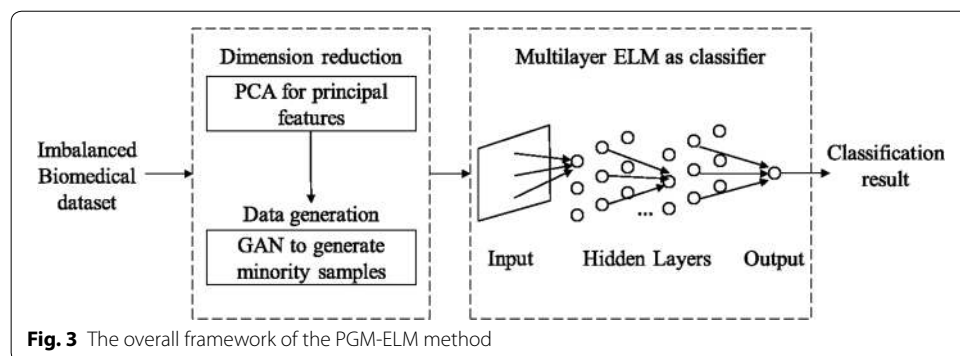 Dimension reduction
PCA for principal
features
Data generation
GAN to generate
minority samples
Imbalanced
Biomedical
dataset
Multilayer ELM as classifier
...
Input
Hidden Layers
Output
Classification
result
Fig. 3 The overall framework of the PGM-ELM method